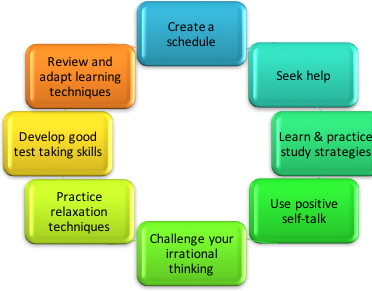 Create a
schedule
Seek help
Learn & practice
study strategies
Use positive
self-talk
Challenge your
irrational
thinking
Practice
relaxation
techniques
Develop good
test taking skills
Review and
adapt learning
techniques